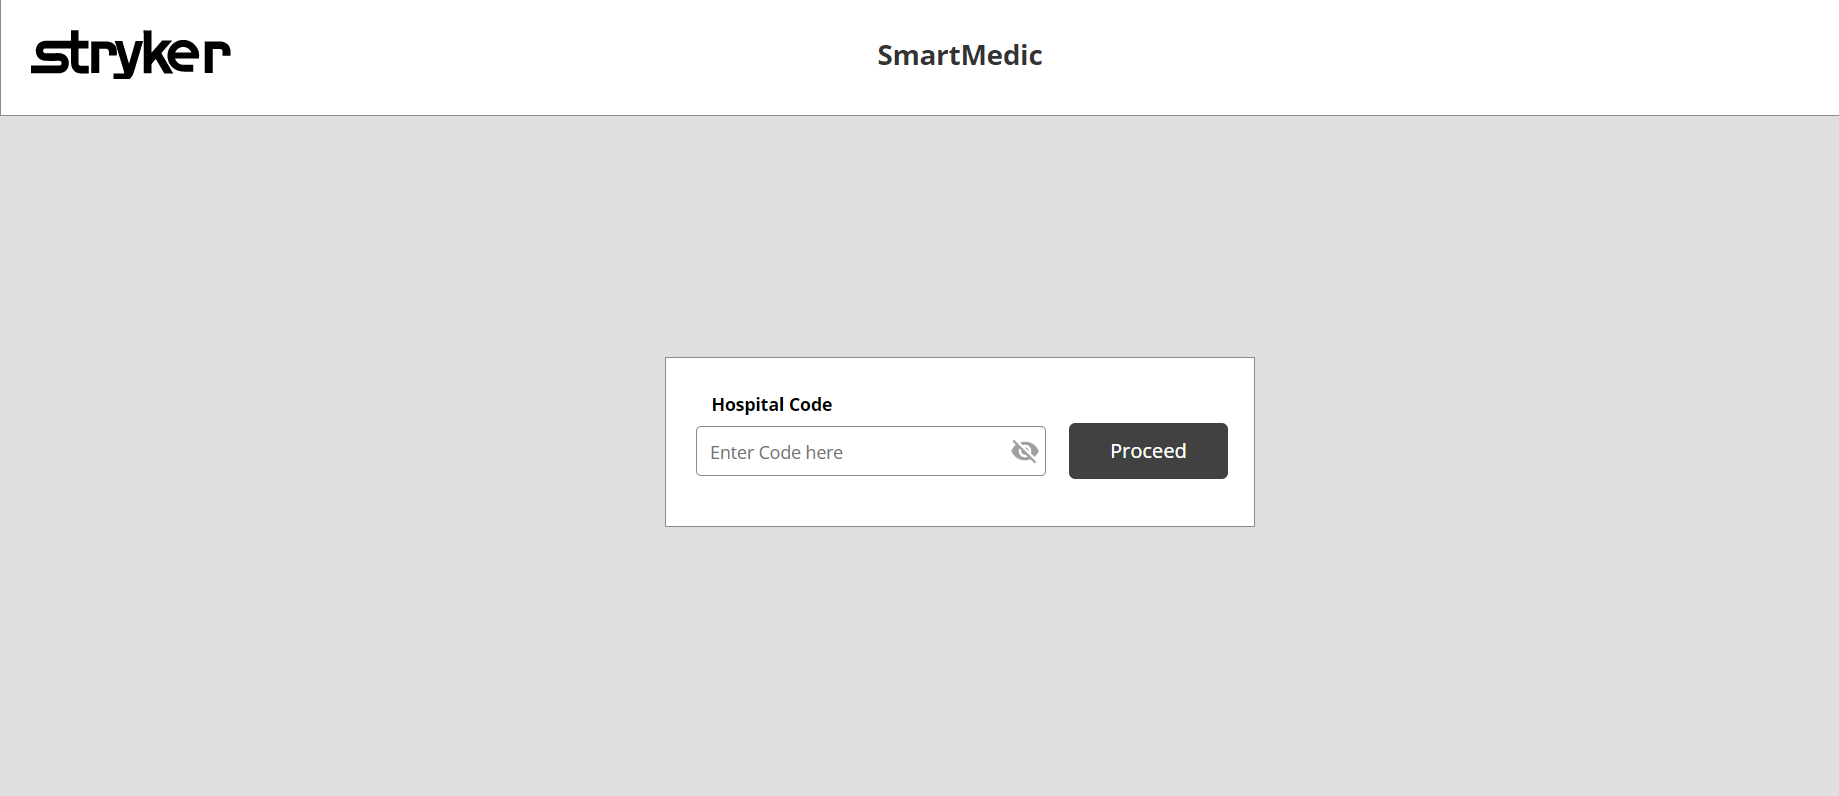 stryker
SmartMedic
Hospital Code
Enter Code here
Proceed